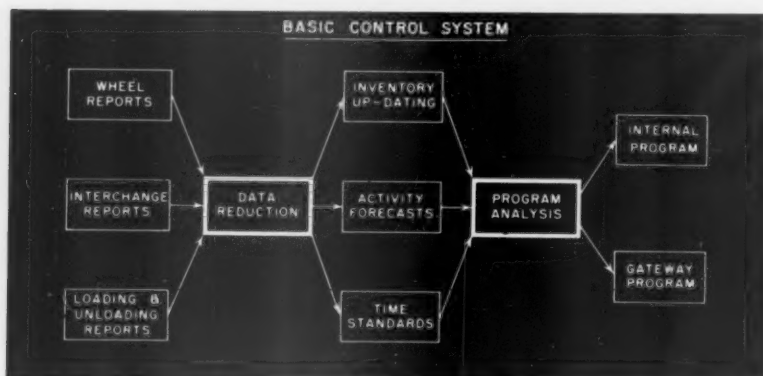 BASIC CONTROL SYSTEM
WHEEL
REPORTS
INTERCHANGE
REPORTS
LOADING &
UNLOADING
REPORTS
DATA
REDUCTION
INVENTORY
UP-DATING
ACTIVITY
FORECASTS
TIME
STANDARDS
PROGRAM
ANALYSIS
INTERNAL
PROGRAM
GATEWAY
PROGRAM